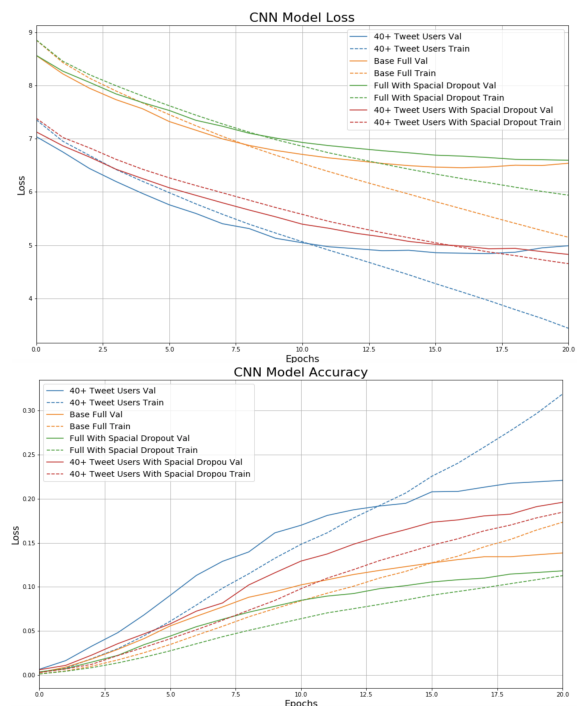 CNN Model Loss
9
8
7
6
5
4
Loss
40+ Tweet Users Val
40+ Tweet Users Train
Base Full Val
Base Full Train
Full With Spacial Dropout Val
Full With Spacial Dropout Train
40+ Tweet Users With Spacial Dropout Val
40+ Tweet Users With Spacial Dropout Train
0.0 2.5 5.0 7.5 10.0 12.5 15.0 17.5 20.0
Epochs
CNN Model Accuracy
0.30
0.25
0.20
0.15
0.10
0.05
0.00
Loss
40+ Tweet Users Val
40+ Tweet Users Train
Base Full Val
Base Full Train
Full With Spacial Dropout Val
Full With Spacial Dropout Train
40+ Tweet Users With Spacial Dropou Val
40+ Tweet Users With Spacial Dropou Train
0.0 2.5 5.0 7.5 10.0 12.5 15.0 17.5 20.0
Epochs